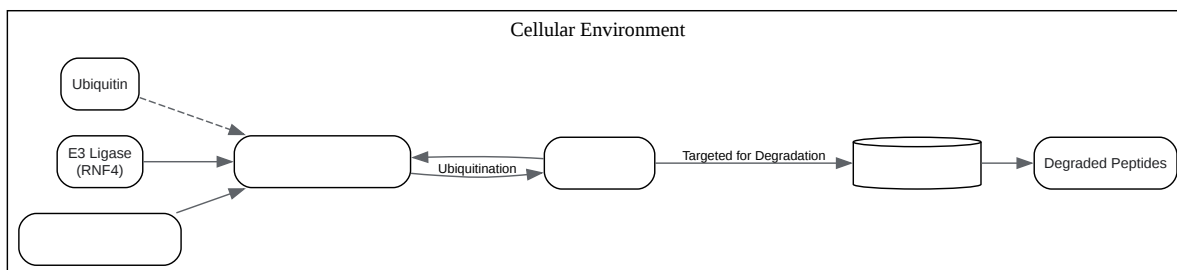 Cellular Environment
Ubiquitin
E3 Ligase
(RNF4)
Ubiquitination
Targeted for Degradation
Degraded Peptides